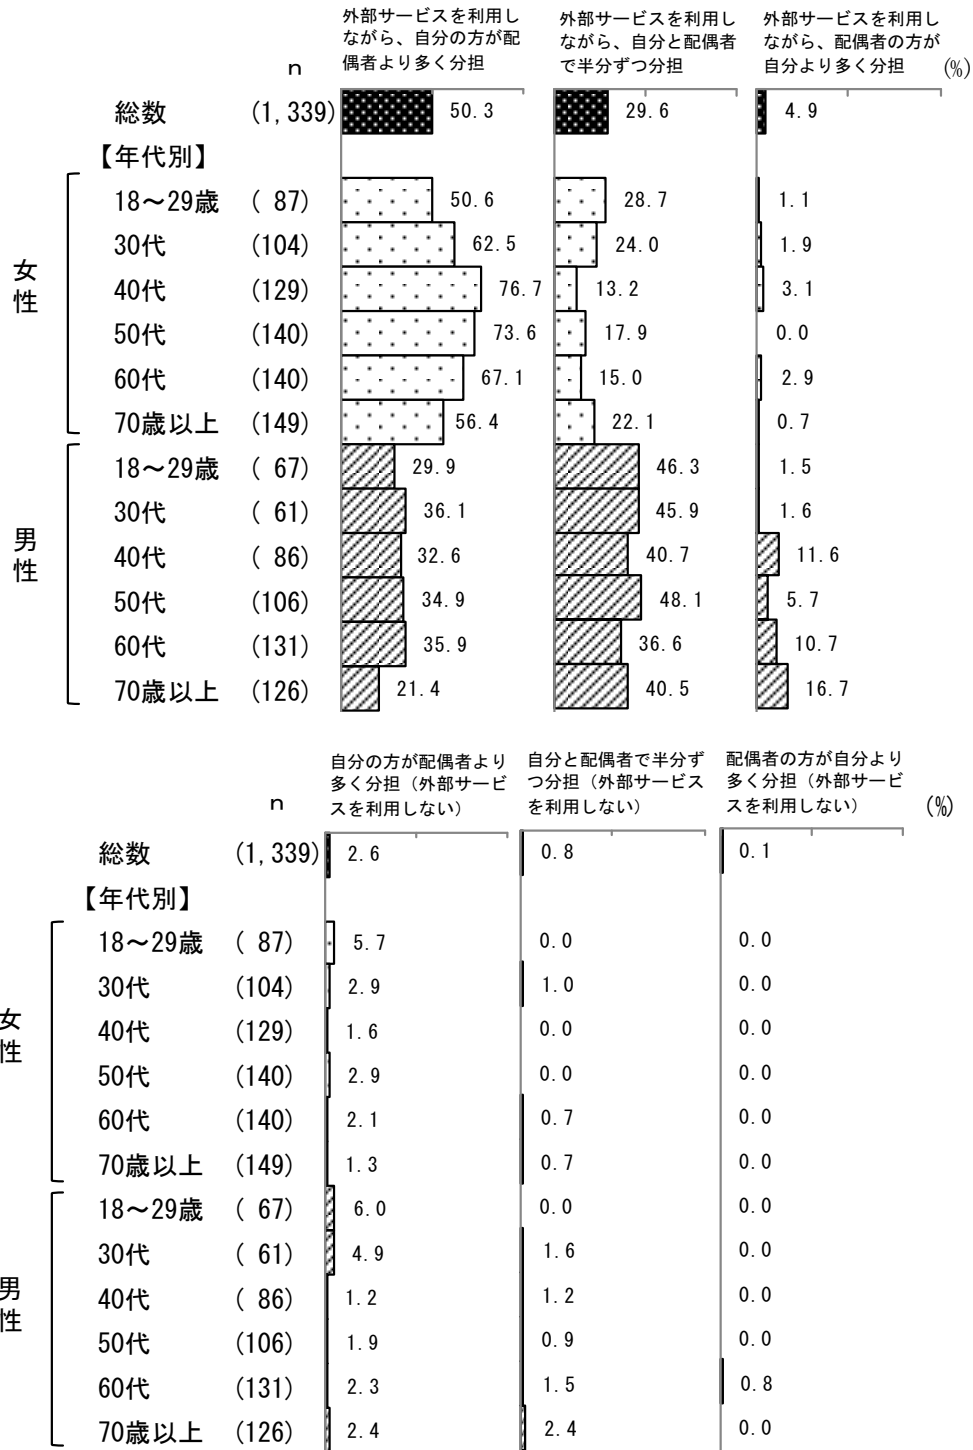 外部サービスを利用し
ながら、自分の方が配
偶者より多く分担
外部サービスを利用し
ながら、自分と配偶者
で半分ずつ分担
外部サービスを利用し
ながら、配偶者の方が
自分より多く分担
n
(%)
総数 (1,339) 50.3 29.6 4.9
【年代別】
女性
18～29歳 ( 87) 50.6 28.7 1.1
30代 (104) 62.5 24.0 1.9
40代 (129) 76.7 13.2 3.1
50代 (140) 73.6 17.9 0.0
60代 (140) 67.1 15.0 2.9
70歳以上 (149) 56.4 22.1 0.7
男性
18～29歳 ( 67) 29.9 46.3 1.5
30代 ( 61) 36.1 45.9 1.6
40代 ( 86) 32.6 40.7 11.6
50代 (106) 34.9 48.1 5.7
60代 (131) 35.9 36.6 10.7
70歳以上 (126) 21.4 40.5 16.7
自分の方が配偶者より
多く分担（外部サービ
スを利用しない）
自分と配偶者で半分ず
つ分担（外部サービス
を利用しない）
配偶者の方が自分より
多く分担（外部サービ
スを利用しない）
n
(%)
総数 (1,339) 2.6 0.8 0.1
【年代別】
女性
18～29歳 ( 87) 5.7 0.0 0.0
30代 (104) 2.9 1.0 0.0
40代 (129) 1.6 0.0 0.0
50代 (140) 2.9 0.0 0.0
60代 (140) 2.1 0.7 0.0
70歳以上 (149) 1.3 0.7 0.0
男性
18～29歳 ( 67) 6.0 0.0 0.0
30代 ( 61) 4.9 1.6 0.0
40代 ( 86) 1.2 1.2 0.0
50代 (106) 1.9 0.9 0.0
60代 (131) 2.3 1.5 0.8
70歳以上 (126) 2.4 2.4 0.0